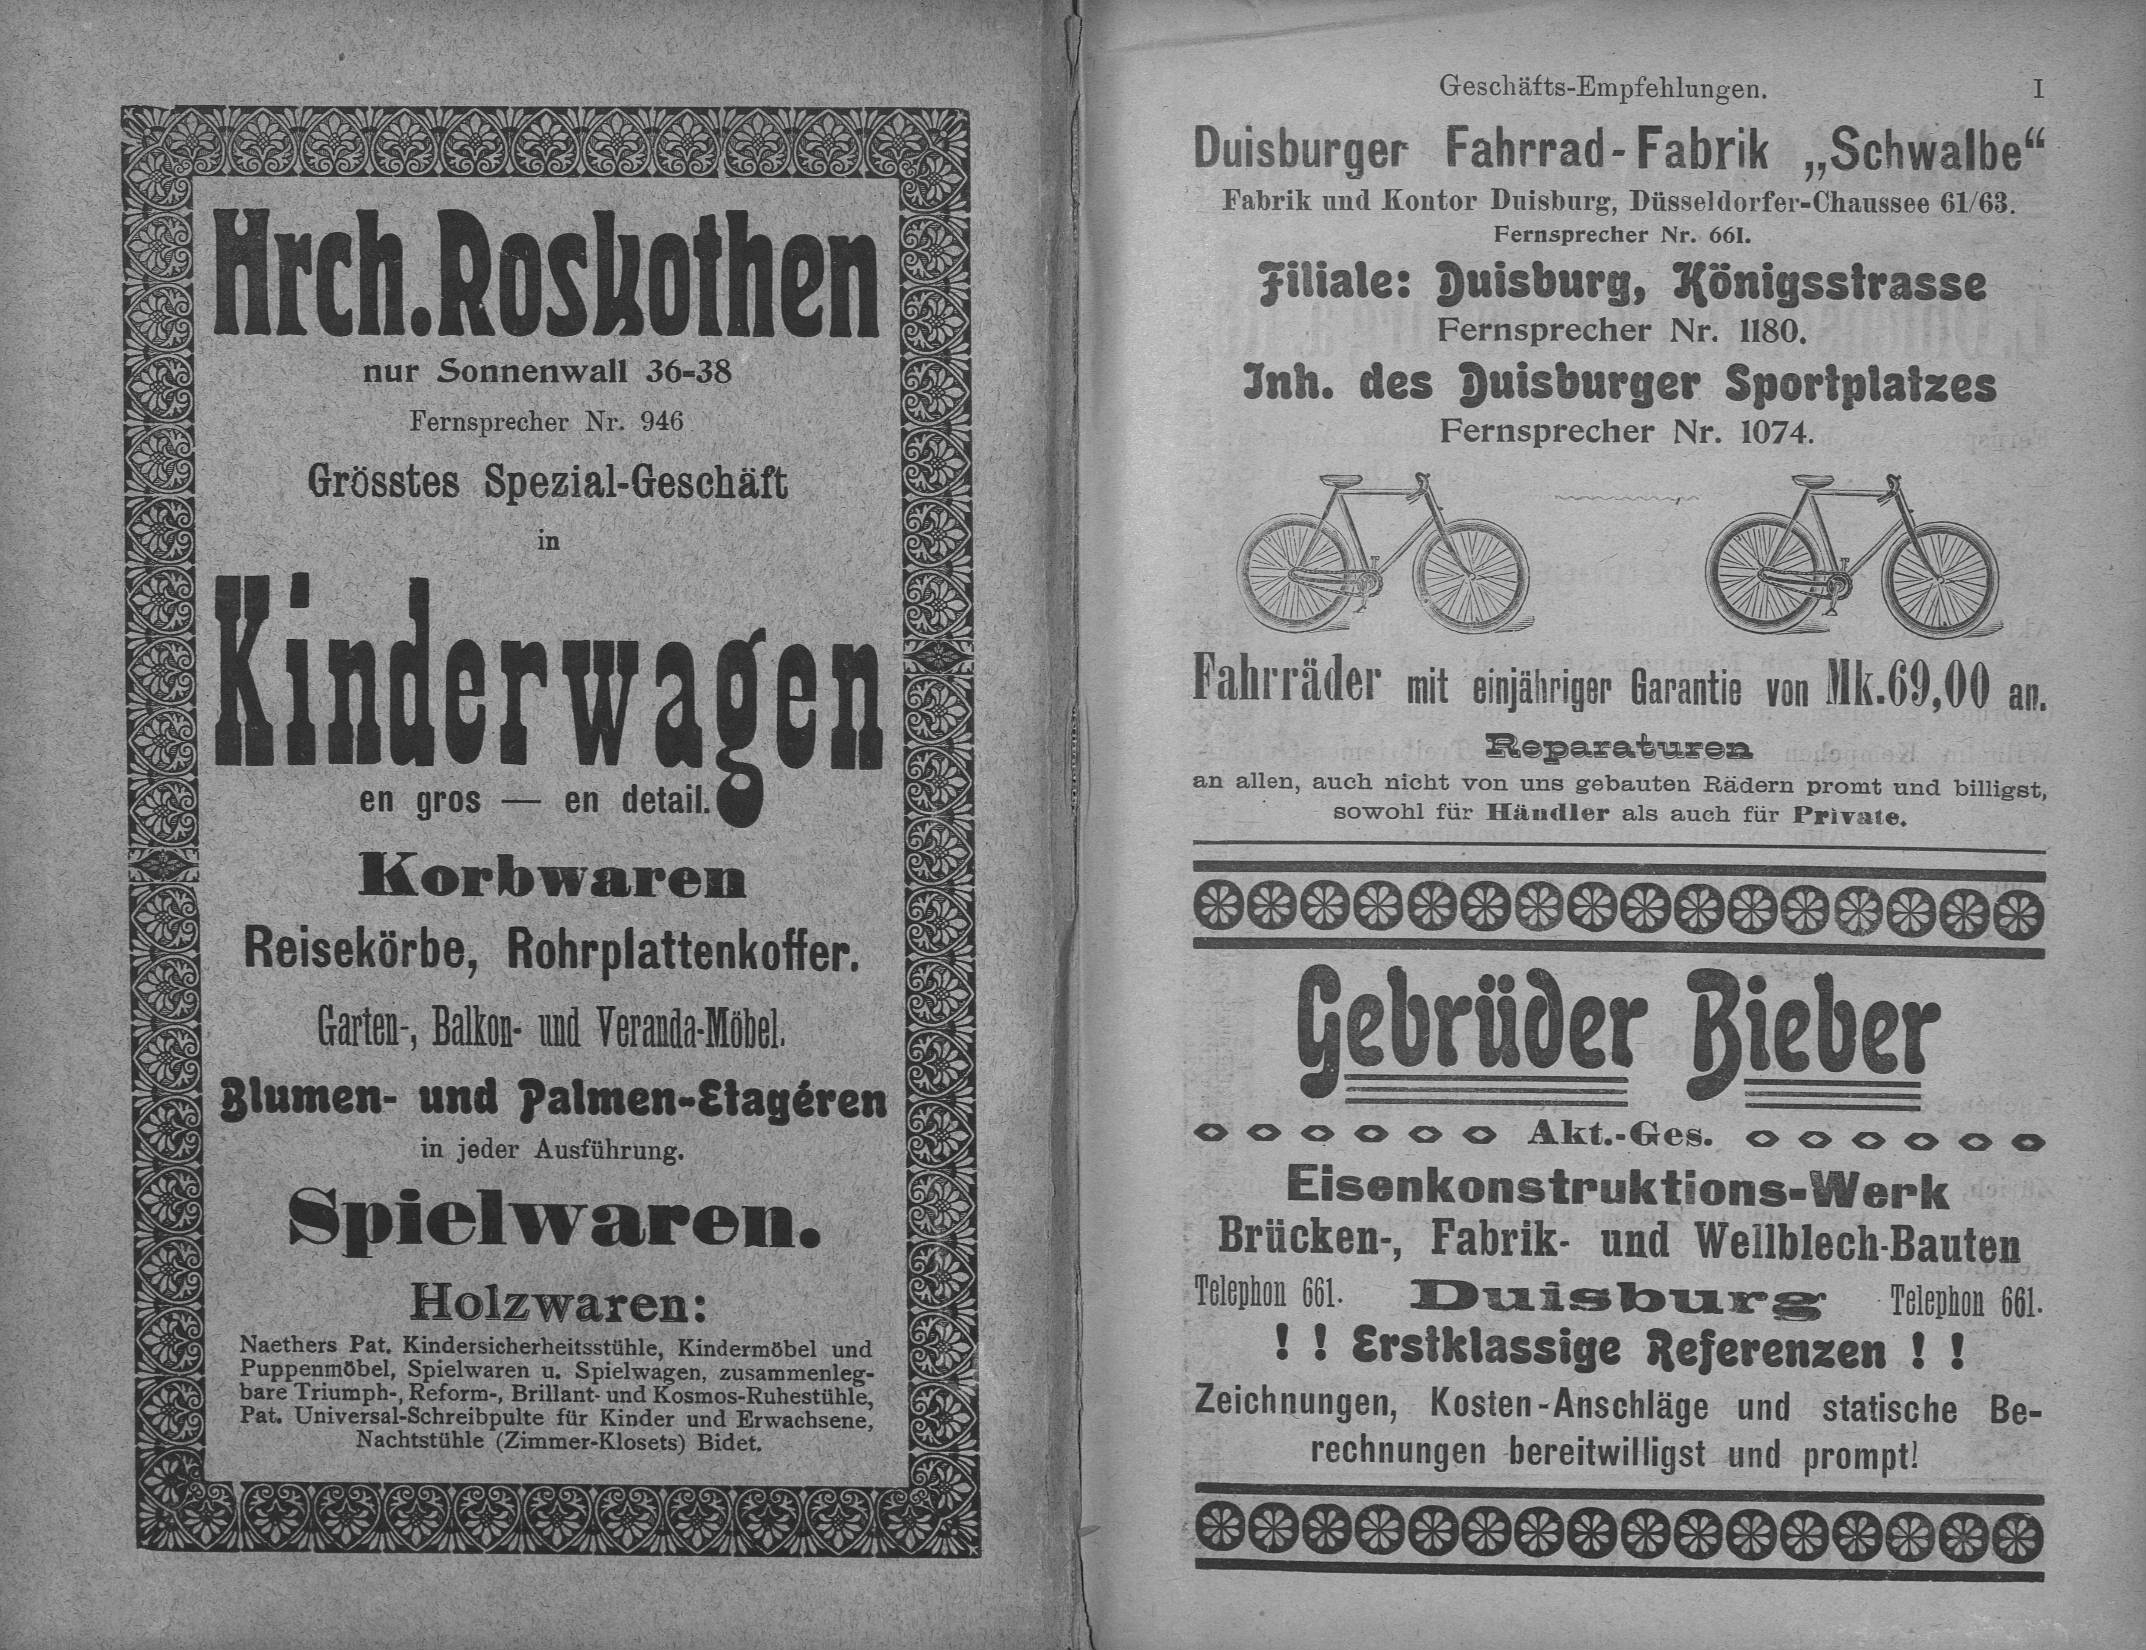 Hrch. Roskothen
nur Sonnenwall 36-38
Fernsprecher Nr. 946
Grösstes Spezial-Geschäft
in
Kinderwagen
en gros — en detail.
Korbwaren
Reisekörbe, Rohrplattenkoffer.
Garten-, Balkon- und Veranda-Möbel.
Blumen- und Palmen-Etagéren
in jeder Ausführung.
Spielwaren.
Holzwaren:
Naethers Pat. Kindersicherheitsstühle, Kindermöbel und
Puppenmöbel, Spielwaren u. Spielwagen, zusammenleg-
bare Triumph-, Reform-, Brillant- und Kosmos-Ruhestühle,
Pat. Universal-Schreibpulte für Kinder und Erwachsene,
Nachtstühle (Zimmer-Klosets) Bidet.
Geschäfts-Empfehlungen. I
Duisburger Fahrrad-Fabrik „Schwalbe“
Fabrik und Kontor Duisburg, Düsseldorfer-Chaussee 61/63.
Fernsprecher Nr. 661.
Filiale: Duisburg, Königsstrasse
Fernsprecher Nr. 1180.
Inh. des Duisburger Sportplatzes
Fernsprecher Nr. 1074.
Fahrräder mit einjähriger Garantie von Mk. 69,00 an.
Reparaturen
an allen, auch nicht von uns gebauten Rädern promt und billigst,
sowohl für Händler als auch für Private.
Gebrüder Bieber
Akt.-Ges.
Eisenkonstruktions-Werk
Brücken-, Fabrik- und Wellblech-Bauten
Telephon 661. Duisburg Telephon 661.
! ! Erstklassige Referenzen ! !
Zeichnungen, Kosten-Anschläge und statische Be-
rechnungen bereitwilligst und prompt!